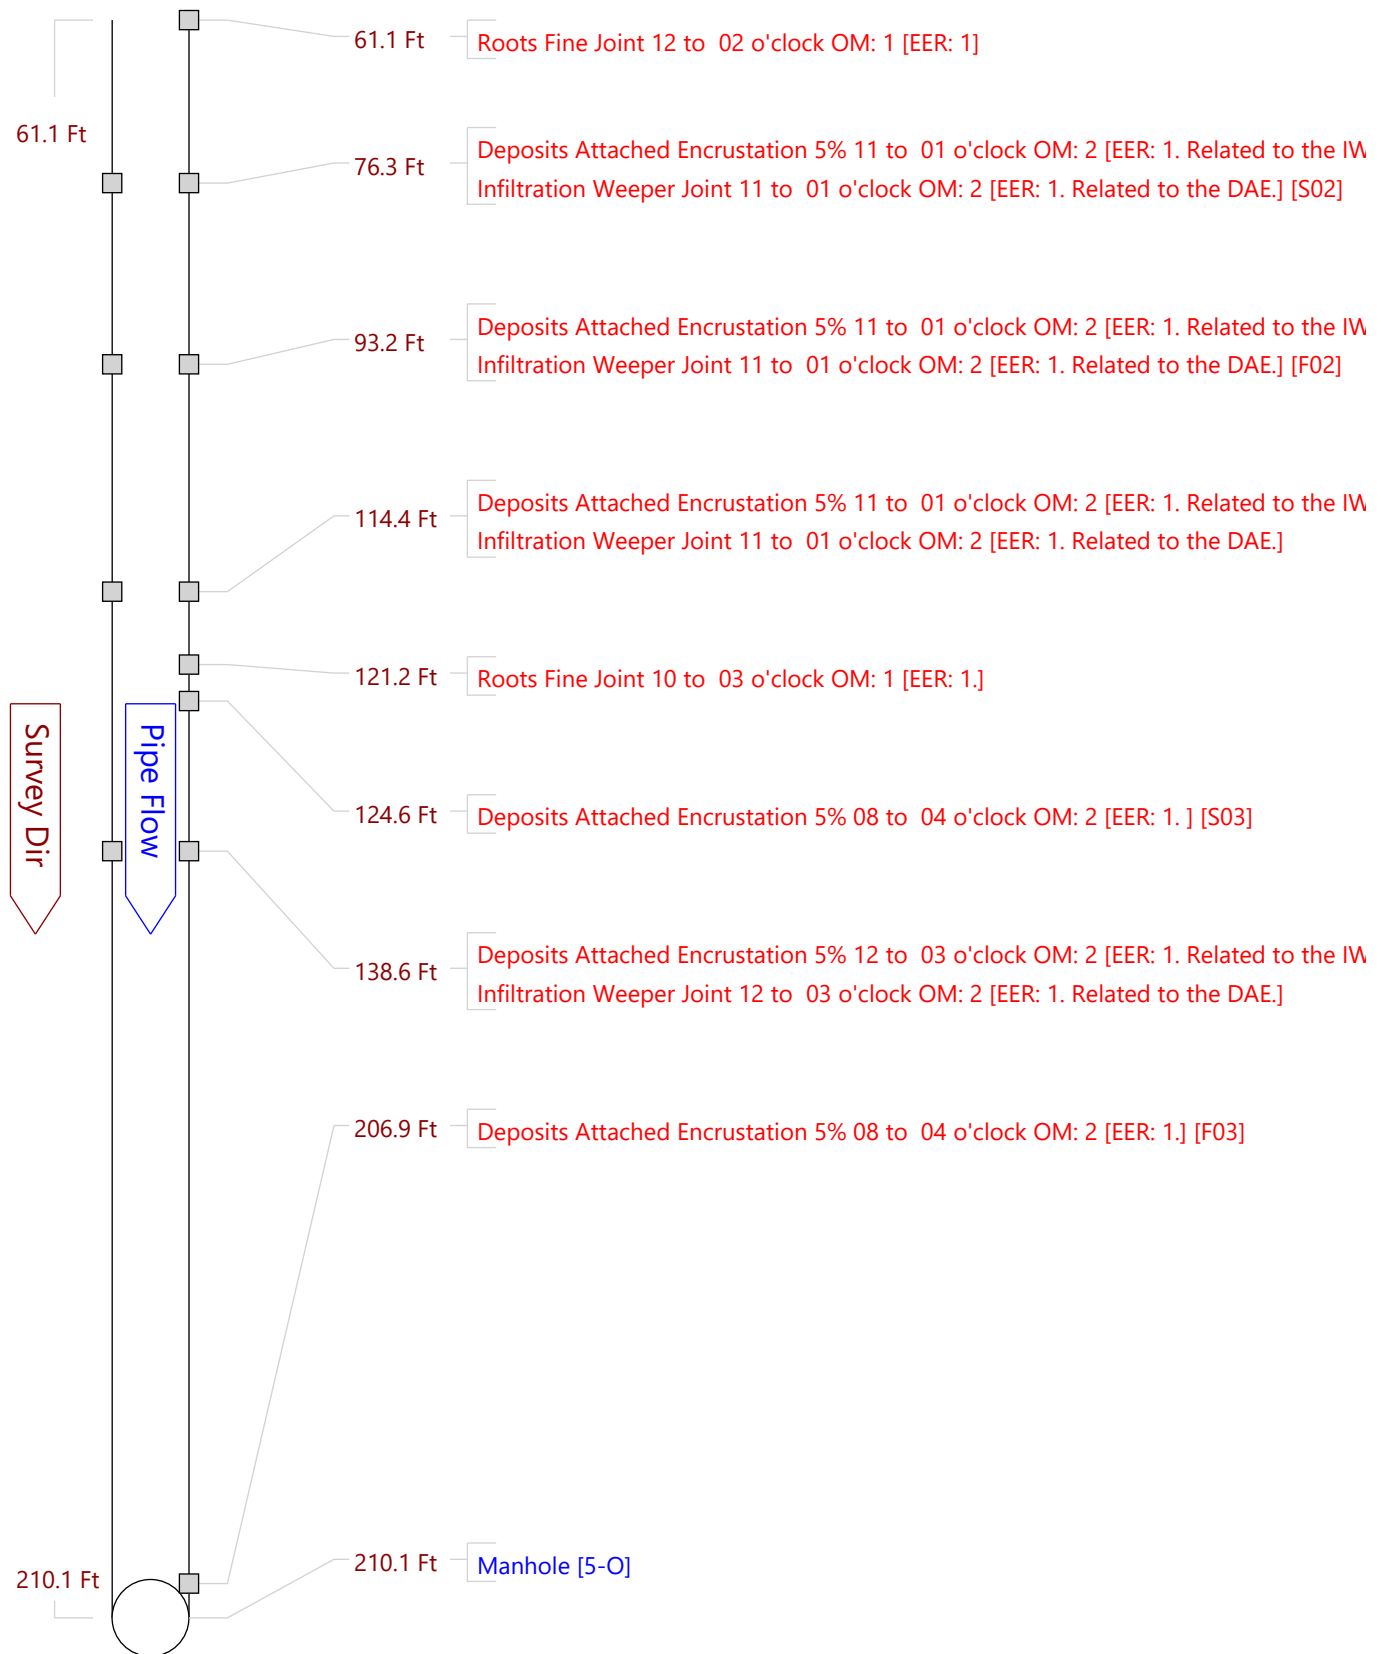 61.1 Ft
61.1 Ft
Roots Fine Joint 12 to  02 o'clock OM: 1 [EER: 1]
76.3 Ft
Deposits Attached Encrustation 5% 11 to  01 o'clock OM: 2 [EER: 1. Related to the IW
Infiltration Weeper Joint 11 to  01 o'clock OM: 2 [EER: 1. Related to the DAE.] [S02]
93.2 Ft
Deposits Attached Encrustation 5% 11 to  01 o'clock OM: 2 [EER: 1. Related to the IW
Infiltration Weeper Joint 11 to  01 o'clock OM: 2 [EER: 1. Related to the DAE.] [F02]
114.4 Ft
Deposits Attached Encrustation 5% 11 to  01 o'clock OM: 2 [EER: 1. Related to the IW
Infiltration Weeper Joint 11 to  01 o'clock OM: 2 [EER: 1. Related to the DAE.]
121.2 Ft
Roots Fine Joint 10 to  03 o'clock OM: 1 [EER: 1.]
Survey Dir
Pipe Flow
124.6 Ft
Deposits Attached Encrustation 5% 08 to  04 o'clock OM: 2 [EER: 1. ] [S03]
138.6 Ft
Deposits Attached Encrustation 5% 12 to  03 o'clock OM: 2 [EER: 1. Related to the IW
Infiltration Weeper Joint 12 to  03 o'clock OM: 2 [EER: 1. Related to the DAE.]
206.9 Ft
Deposits Attached Encrustation 5% 08 to  04 o'clock OM: 2 [EER: 1.] [F03]
210.1 Ft
210.1 Ft
Manhole [5-O]